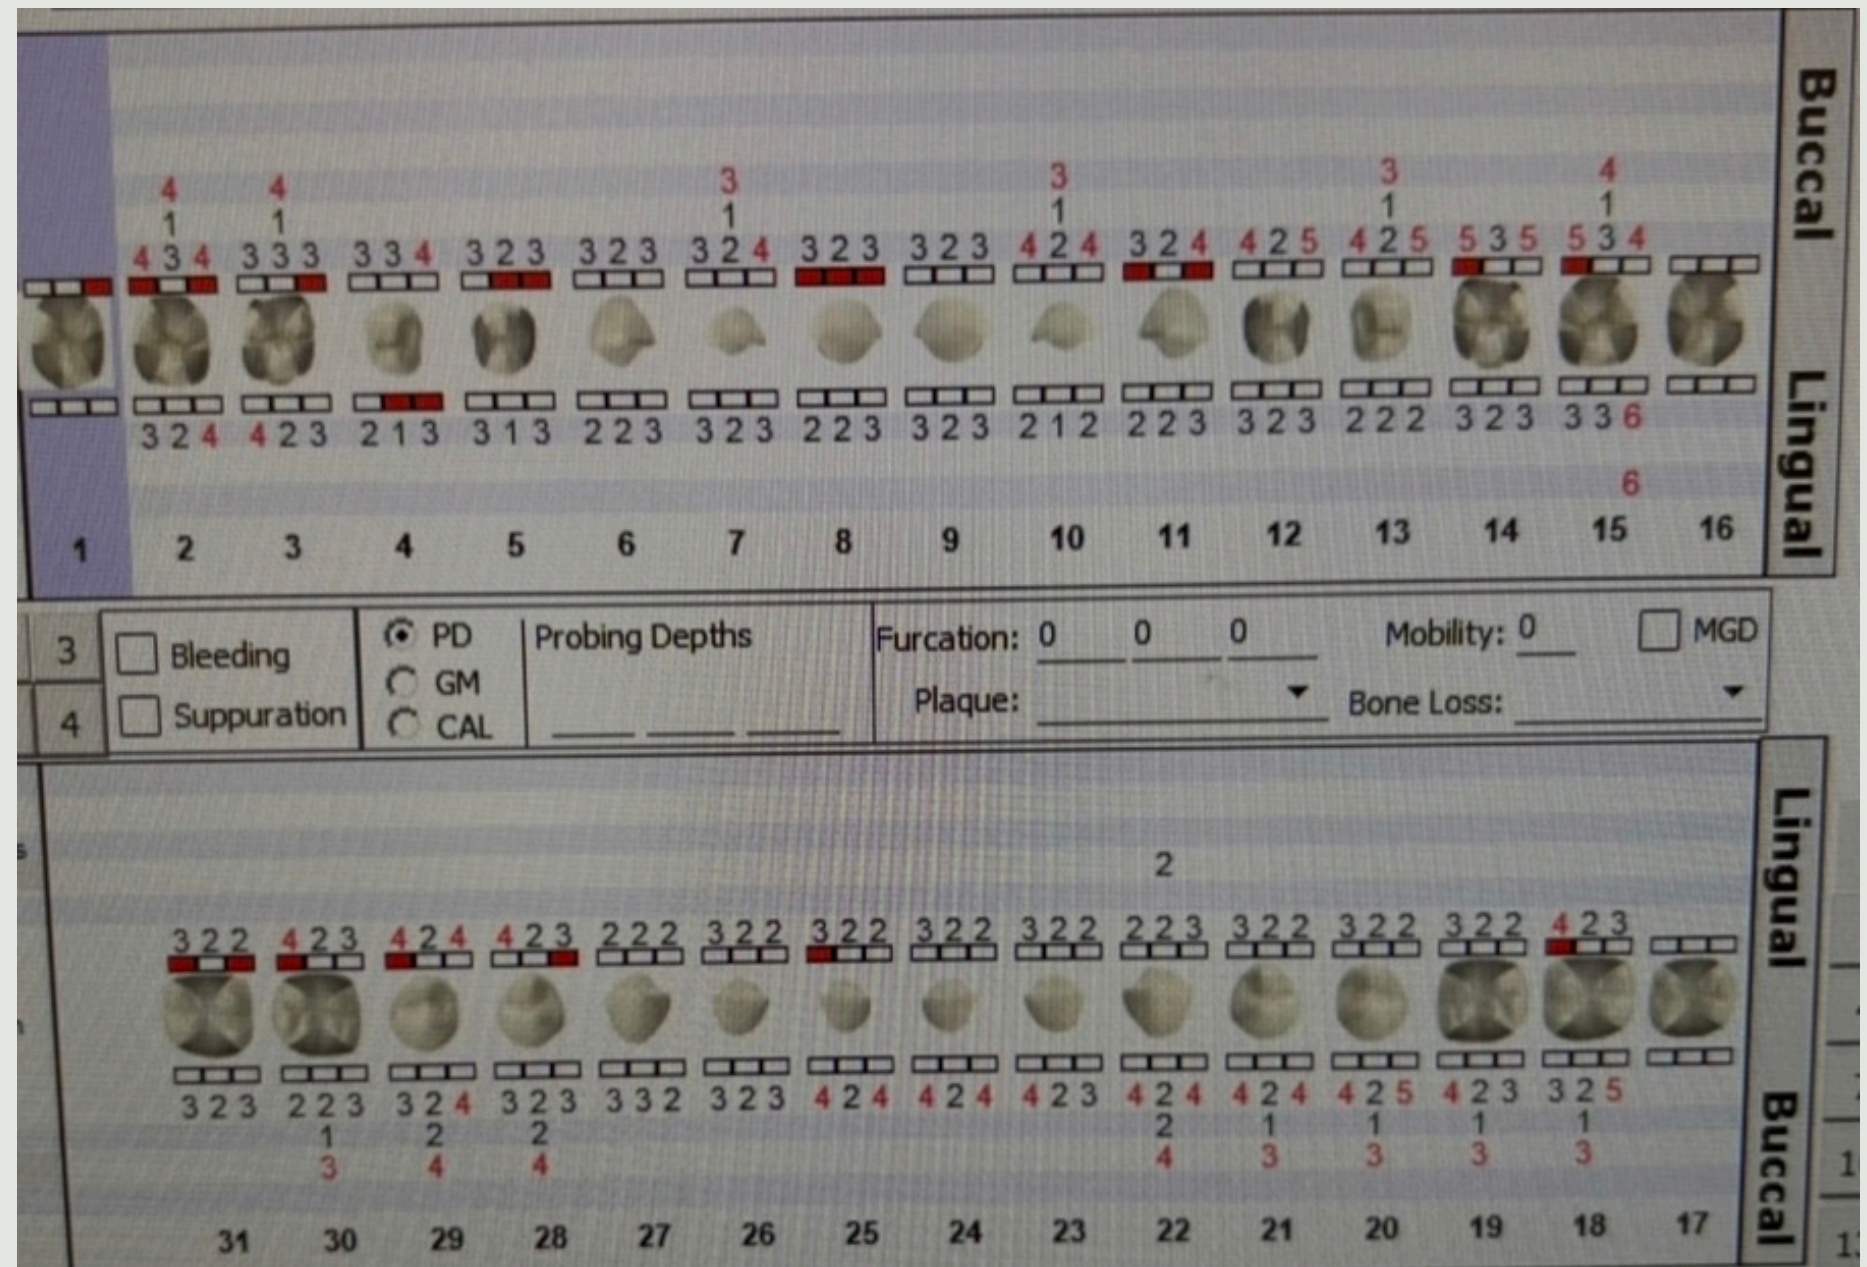 Buccal
4 4 3 3 3 4
1 1 1 1 1 1
4 3 4 3 3 3 3 3 4 3 2 3 3 2 3 3 2 4 3 2 3 3 2 3 4 2 4 3 2 4 4 2 5 4 2 5 5 3 5 5 3 4
Lingual
3 2 4 4 2 3 2 1 3 3 1 3 2 2 3 3 2 3 2 2 3 3 2 3 2 1 2 2 2 3 3 2 3 2 2 2 3 2 3 3 3 6
6
1 2 3 4 5 6 7 8 9 10 11 12 13 14 15 16
3 Bleeding PD Probing Depths Furcation: 0 0 0 Mobility: 0 MGD
GM
4 Suppuration CAL Plaque: Bone Loss:
Lingual
2
3 2 2 4 2 3 4 2 4 4 2 3 2 2 2 3 2 2 3 2 2 3 2 2 3 2 2 2 2 3 3 2 2 3 2 2 3 2 2 4 2 3
Buccal
3 2 3 2 2 3 3 2 4 3 2 3 3 3 2 3 2 3 4 2 4 4 2 4 4 2 3 4 2 4 4 2 4 4 2 5 4 2 3 3 2 5
1 2 2 2 1 1 1 1
3 4 4 4 3 3 3 3
31 30 29 28 27 26 25 24 23 22 21 20 19 18 17